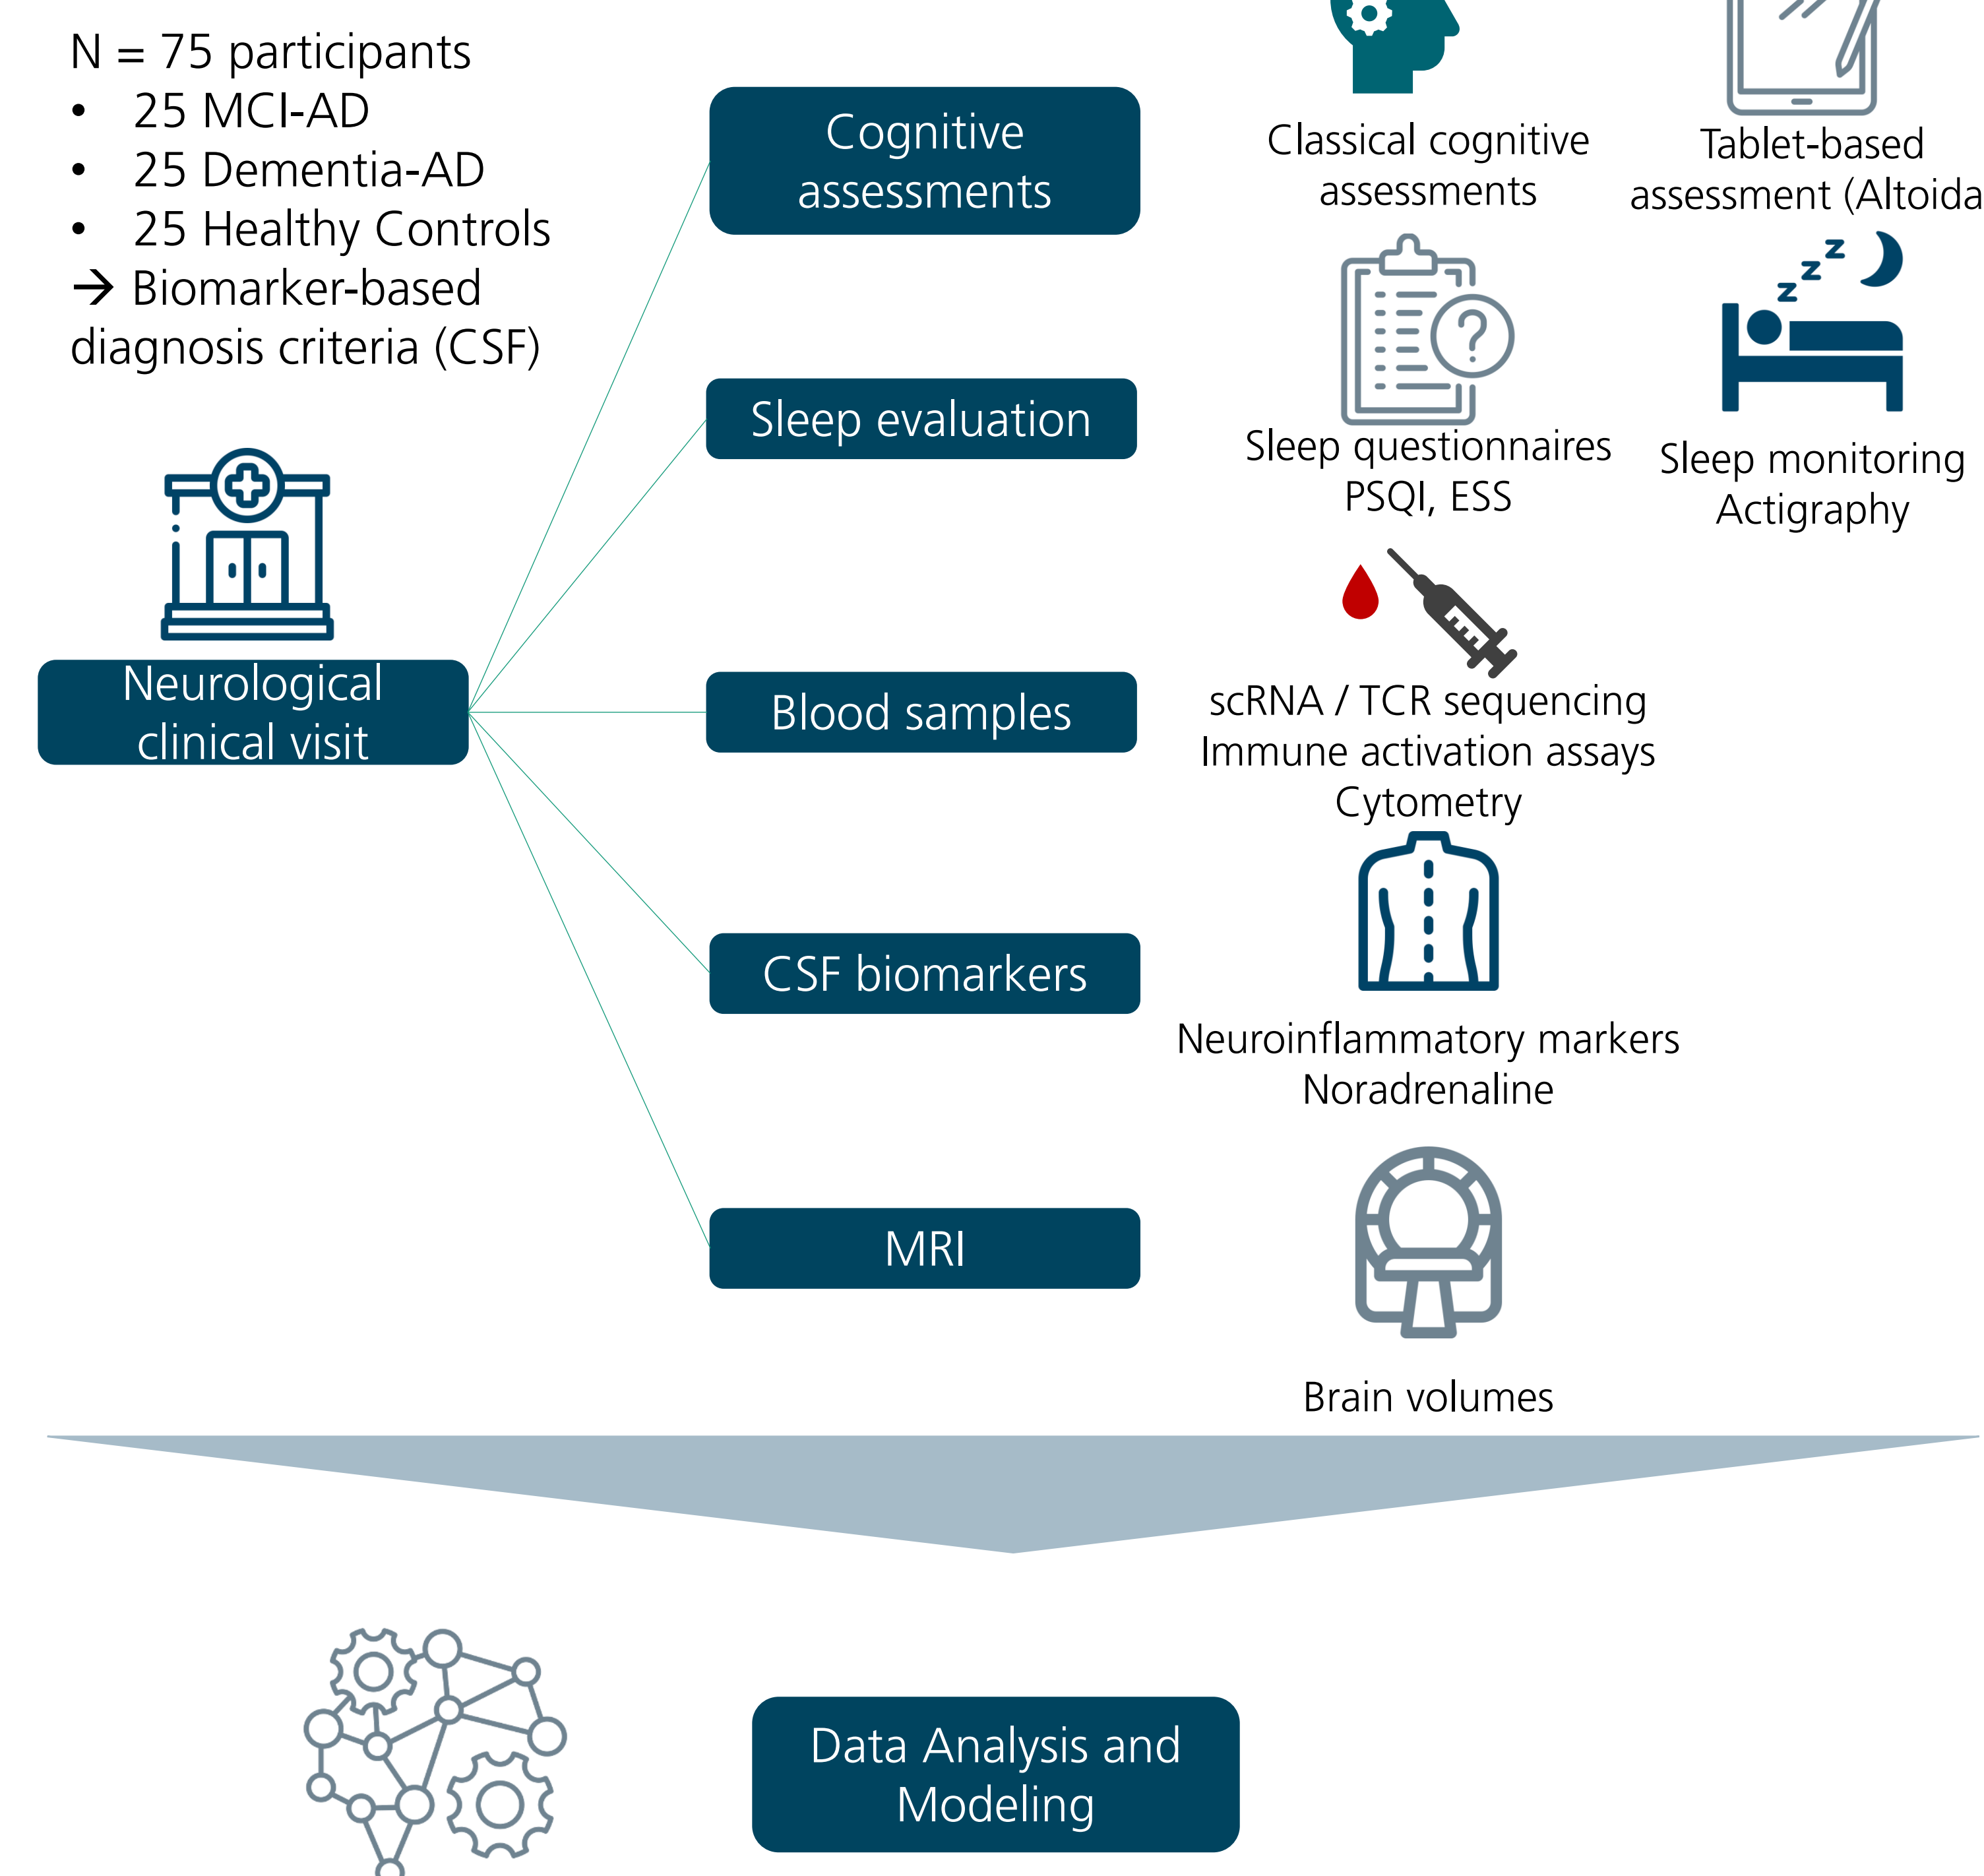 N = 75 participants
• 25 MCI-AD
• 25 Dementia-AD
• 25 Healthy Controls
→ Biomarker-based
diagnosis criteria (CSF)
Neurological
clinical visit
Cognitive
assessments
Classical cognitive
assessments
Tablet-based
assessment (Altoida
Sleep evaluation
Sleep questionnaires
PSQI, ESS
zzz
Sleep monitoring
Actigraphy
Blood samples
scRNA / TCR sequencing
Immune activation assays
Cytometry
CSF biomarkers
Neuroinflammatory markers
Noradrenaline
MRI
Brain volumes
Data Analysis and
Modeling